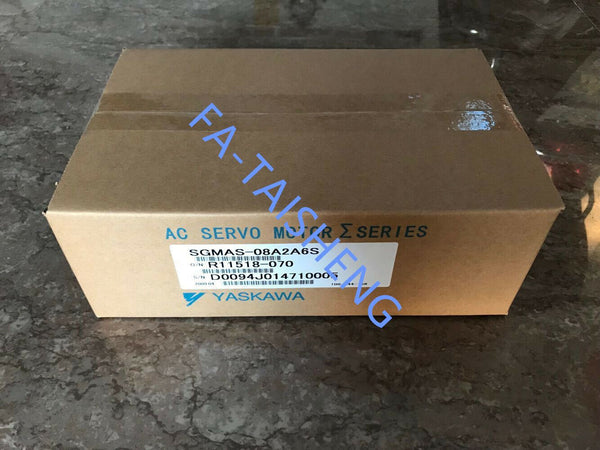 FA-TAISHENG
AC SERVO MOTOR Σ SERIES
SGMAS-08A2A6S
O/N R11518-070
S/N D0094J014710005
YASKAWA